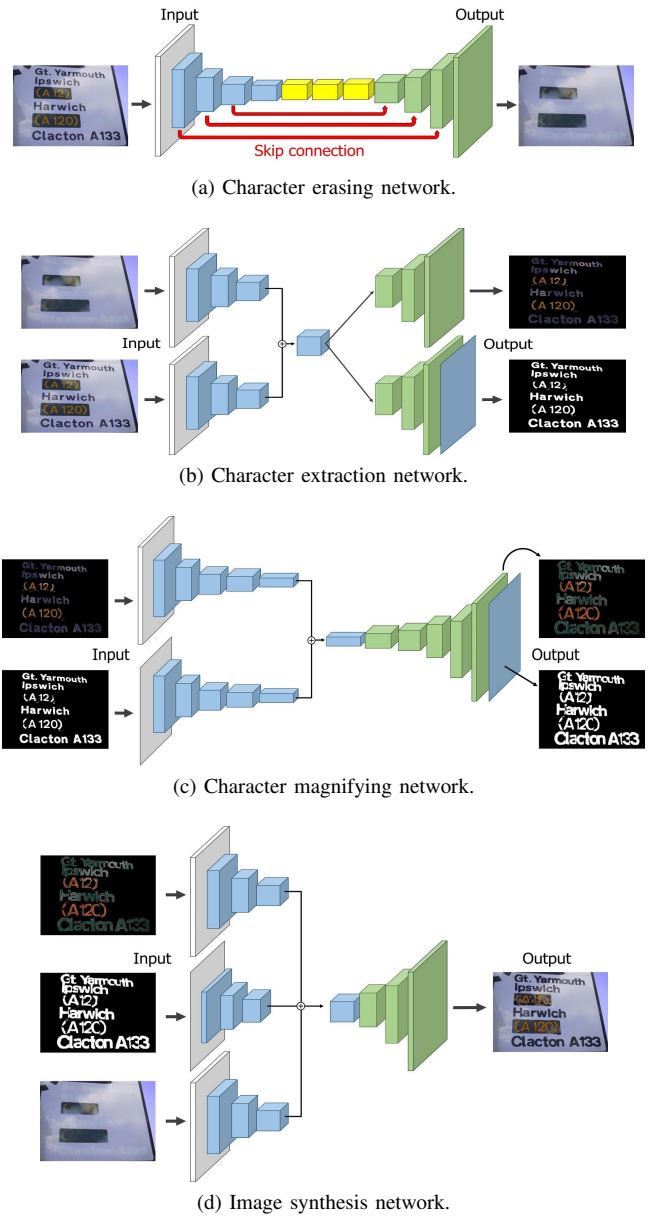 Input
Output
Gt. Yarmouth
Ipswich
(A 12)
Harwich
(A 120)
Clacton A133
Skip connection
(a) Character erasing network.
Gt. Yarmouth
Ipswich
(A 12)
Harwich
(A 120)
Clacton A133
Input
Output
Gt. Yarmouth
Ipswich
(A 12)
Harwich
(A 120)
Clacton A133
Gt. Yarmouth
Ipswich
(A 12)
Harwich
(A 120)
Clacton A133
(b) Character extraction network.
Gt. Yarmouth
Ipswich
(A 12)
Harwich
(A 120)
Clacton A133
Gt. Yarmouth
Ipswich
(A12)
Harwich
(A12C)
Clacton A133
Input
Output
Gt. Yarmouth
Ipswich
(A 12)
Harwich
(A 120)
Clacton A133
Gt. Yarmouth
Ipswich
(A12)
Harwich
(A12C)
Clacton A133
(c) Character magnifying network.
Gt. Yarmouth
Ipswich
(A12)
Harwich
(A12C)
Clacton A133
Input
Output
Gt. Yarmouth
Ipswich
(A12)
Harwich
(A12C)
Clacton A133
Gt. Yarmouth
Ipswich
Harwich
(A120)
Clacton A133
(d) Image synthesis network.